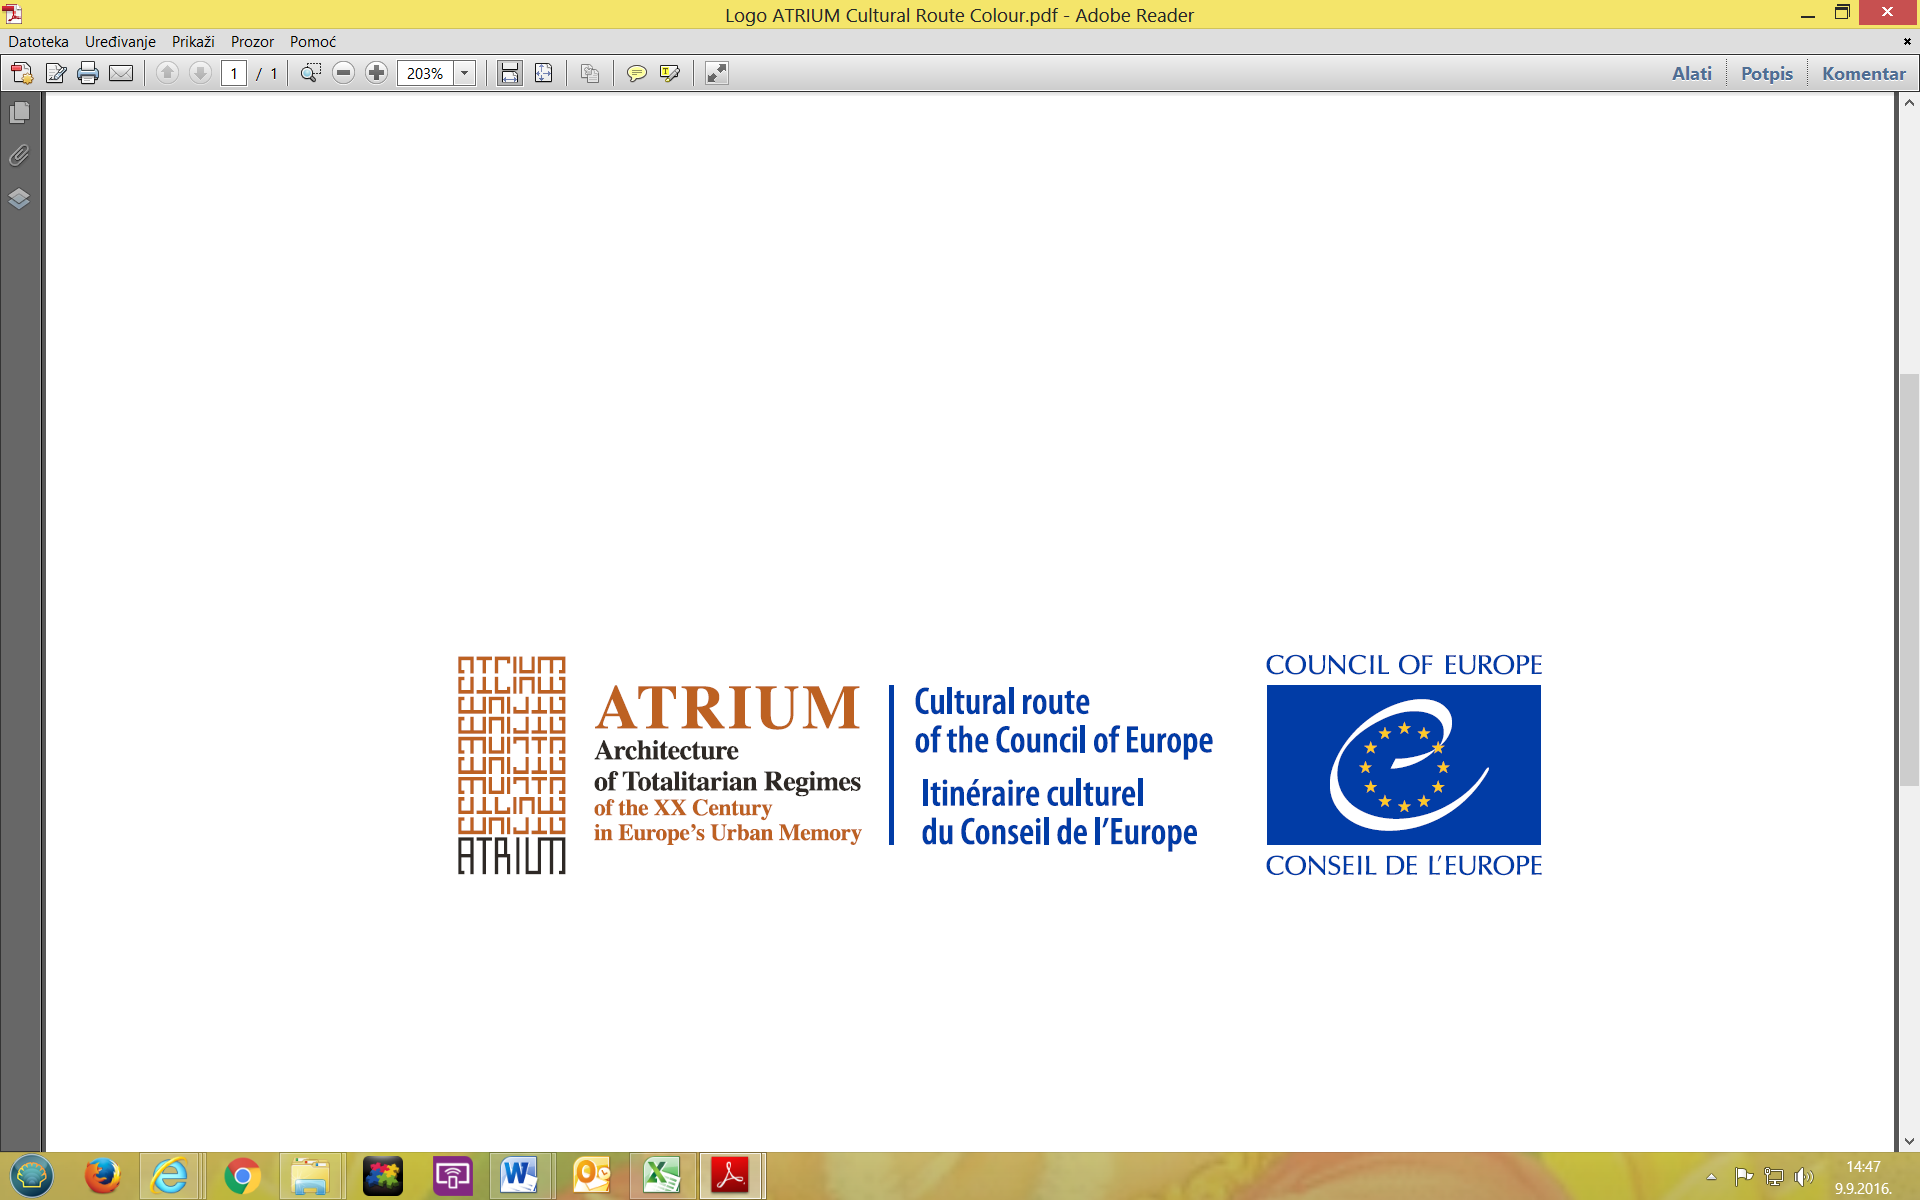 Logo ATRIUM Cultural Route Colour.pdf - Adobe Reader
Datoteka Uređivanje Prikaži Prozor Pomoć
1 / 1 203% Alati Potpis Komentar
ATRIUM
ATRIUM
Architecture
of Totalitarian Regimes
of the XX Century
in Europe's Urban Memory
Cultural route
of the Council of Europe
Itinéraire culturel
du Conseil de l'Europe
COUNCIL OF EUROPE
CONSEIL DE L'EUROPE
14:47
9.9.2016.